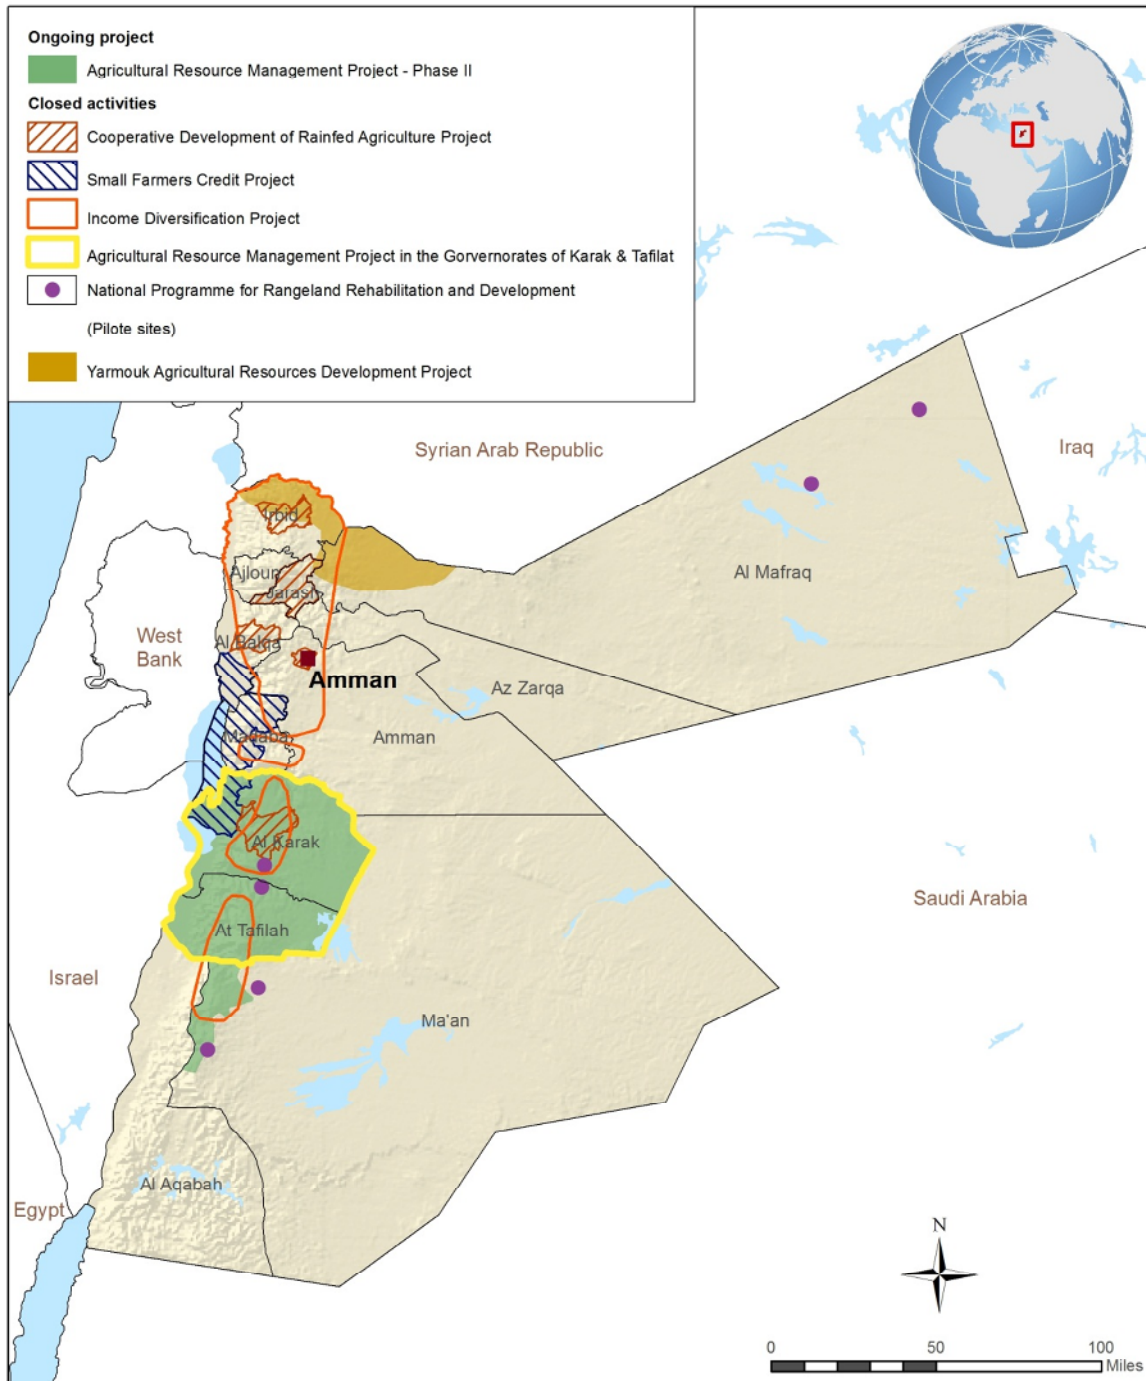 Ongoing project
Agricultural Resource Management Project - Phase II
Closed activities
Cooperative Development of Rainfed Agriculture Project
Small Farmers Credit Project
Income Diversification Project
Agricultural Resource Management Project in the Gorvernorates of Karak & Tafilat
National Programme for Rangeland Rehabilitation and Development
(Pilote sites)
Yarmouk Agricultural Resources Development Project
Syrian Arab Republic
Iraq
Irbid
Ajloun
Al Mafraq
Jarash
West
Bank
Al Balqa
Amman
Az Zarqa
Madaba
Amman
Al Karak
Saudi Arabia
At Tafilah
Israel
Ma'an
Al Aqabah
Egypt
N
0
50
100
Miles